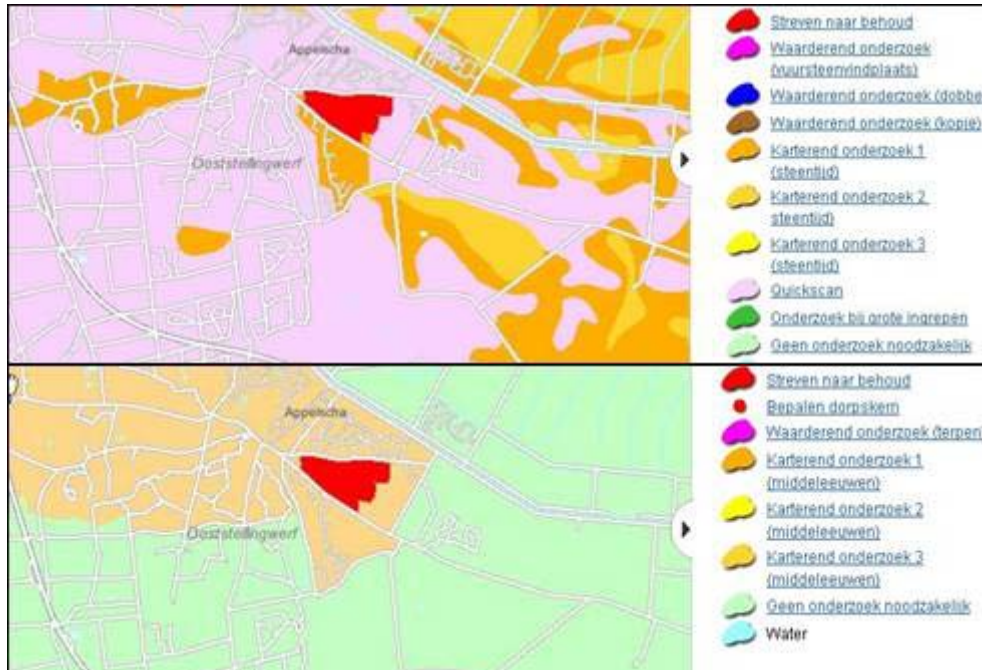 Appelscha
Ooststellingwerf
Streven naar behoud
Waarderend onderzoek
(vuursteenvindplaats)
Waarderend onderzoek (dobbe
Waarderend onderzoek (kopje)
Karterend onderzoek 1
(steentijd)
Karterend onderzoek 2
steentijd)
Karterend onderzoek 3
(steentijd)
Quickscan
Onderzoek bij grote ingrepen
Geen onderzoek noodzakelijk
Appelscha
Ooststellingwerf
Streven naar behoud
Bepalen dorpskern
Waarderend onderzoek (terpen)
Karterend onderzoek 1
(middeleeuwen)
Karterend onderzoek 2
(middeleeuwen)
Karterend onderzoek 3
(middeleeuwen)
Geen onderzoek noodzakelijk
Water